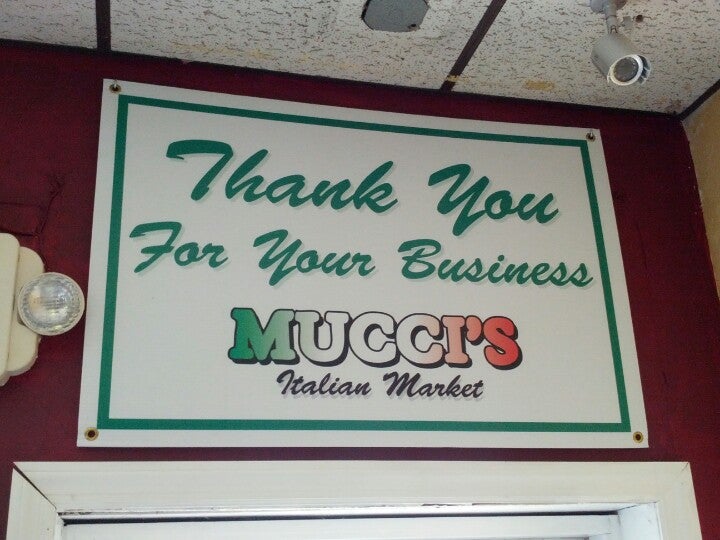 Thank You
For Your Business
MUCCI'S
Italian Market